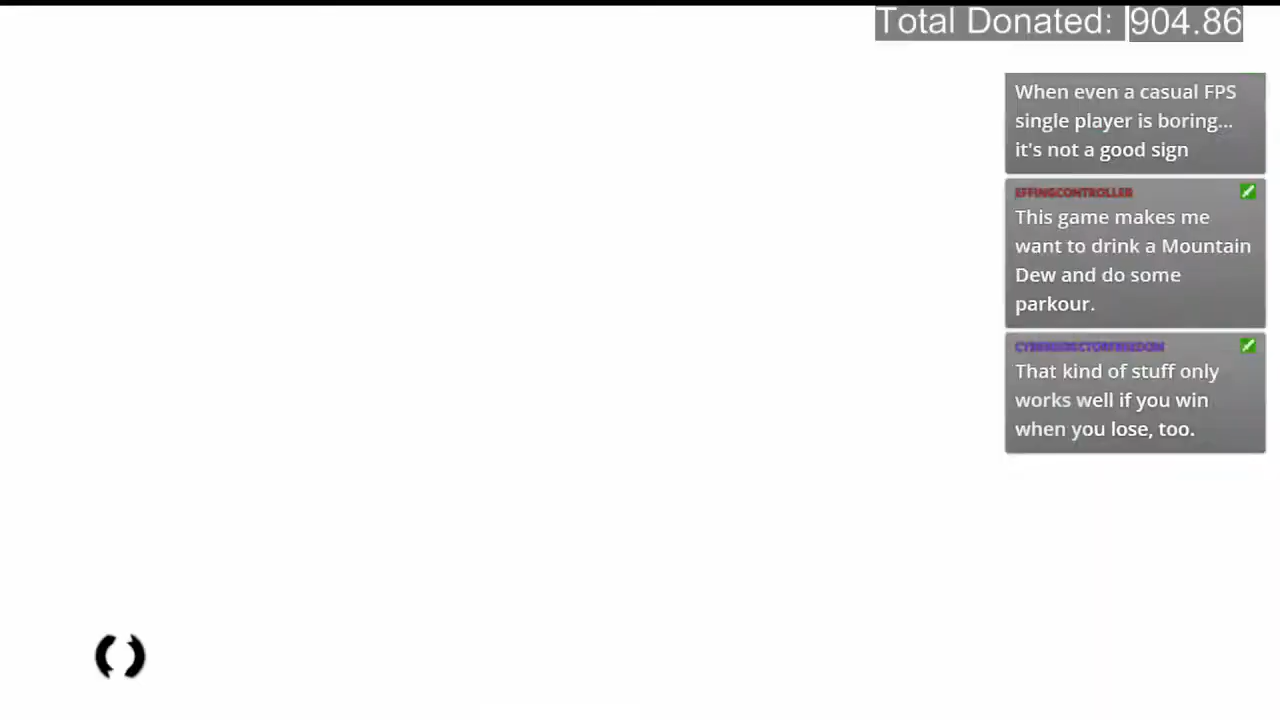 Total Donated: 904.86
When even a casual FPS
single player is boring...
it's not a good sign
EFFINGCONTROLLER
This game makes me
want to drink a Mountain
Dew and do some
parkour.
That kind of stuff only
works well if you win
when you lose, too.